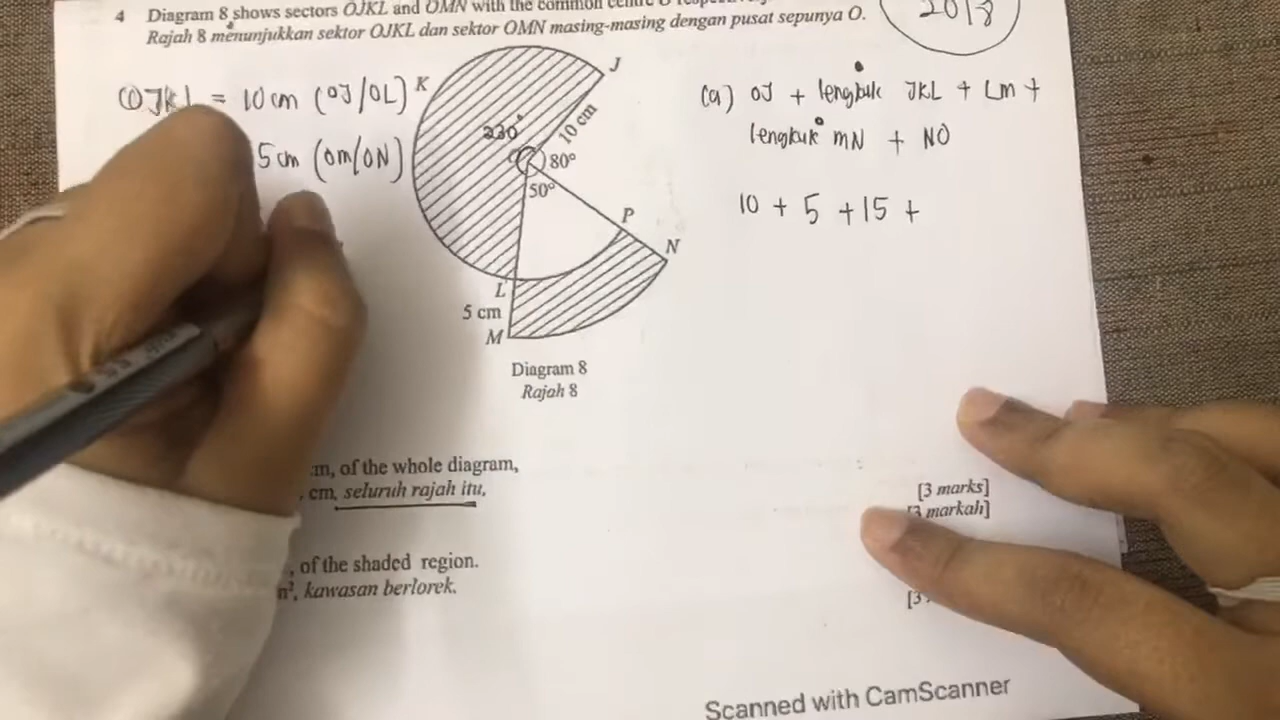 4 Diagram 8 shows sectors OJKL and OMN with the common centre O
Rajah 8 menunjukkan sektor OJKL dan sektor OMN masing-masing dengan pusat sepunya O.
2018
OJKL = 10 cm (OJ/OL)
5 cm (OM/ON)
K
J
230°
10 cm
80°
50°
P
N
L
5 cm
M
Diagram 8
Rajah 8
(a) OJ + lengkuk JKL + LM +
lengkuk MN + NO
10 + 5 + 15 +
m, of the whole diagram,
cm, seluruh rajah itu,
[3 marks]
[3 markah]
, of the shaded region.
, kawasan berlorek.
[3
Scanned with CamScanner